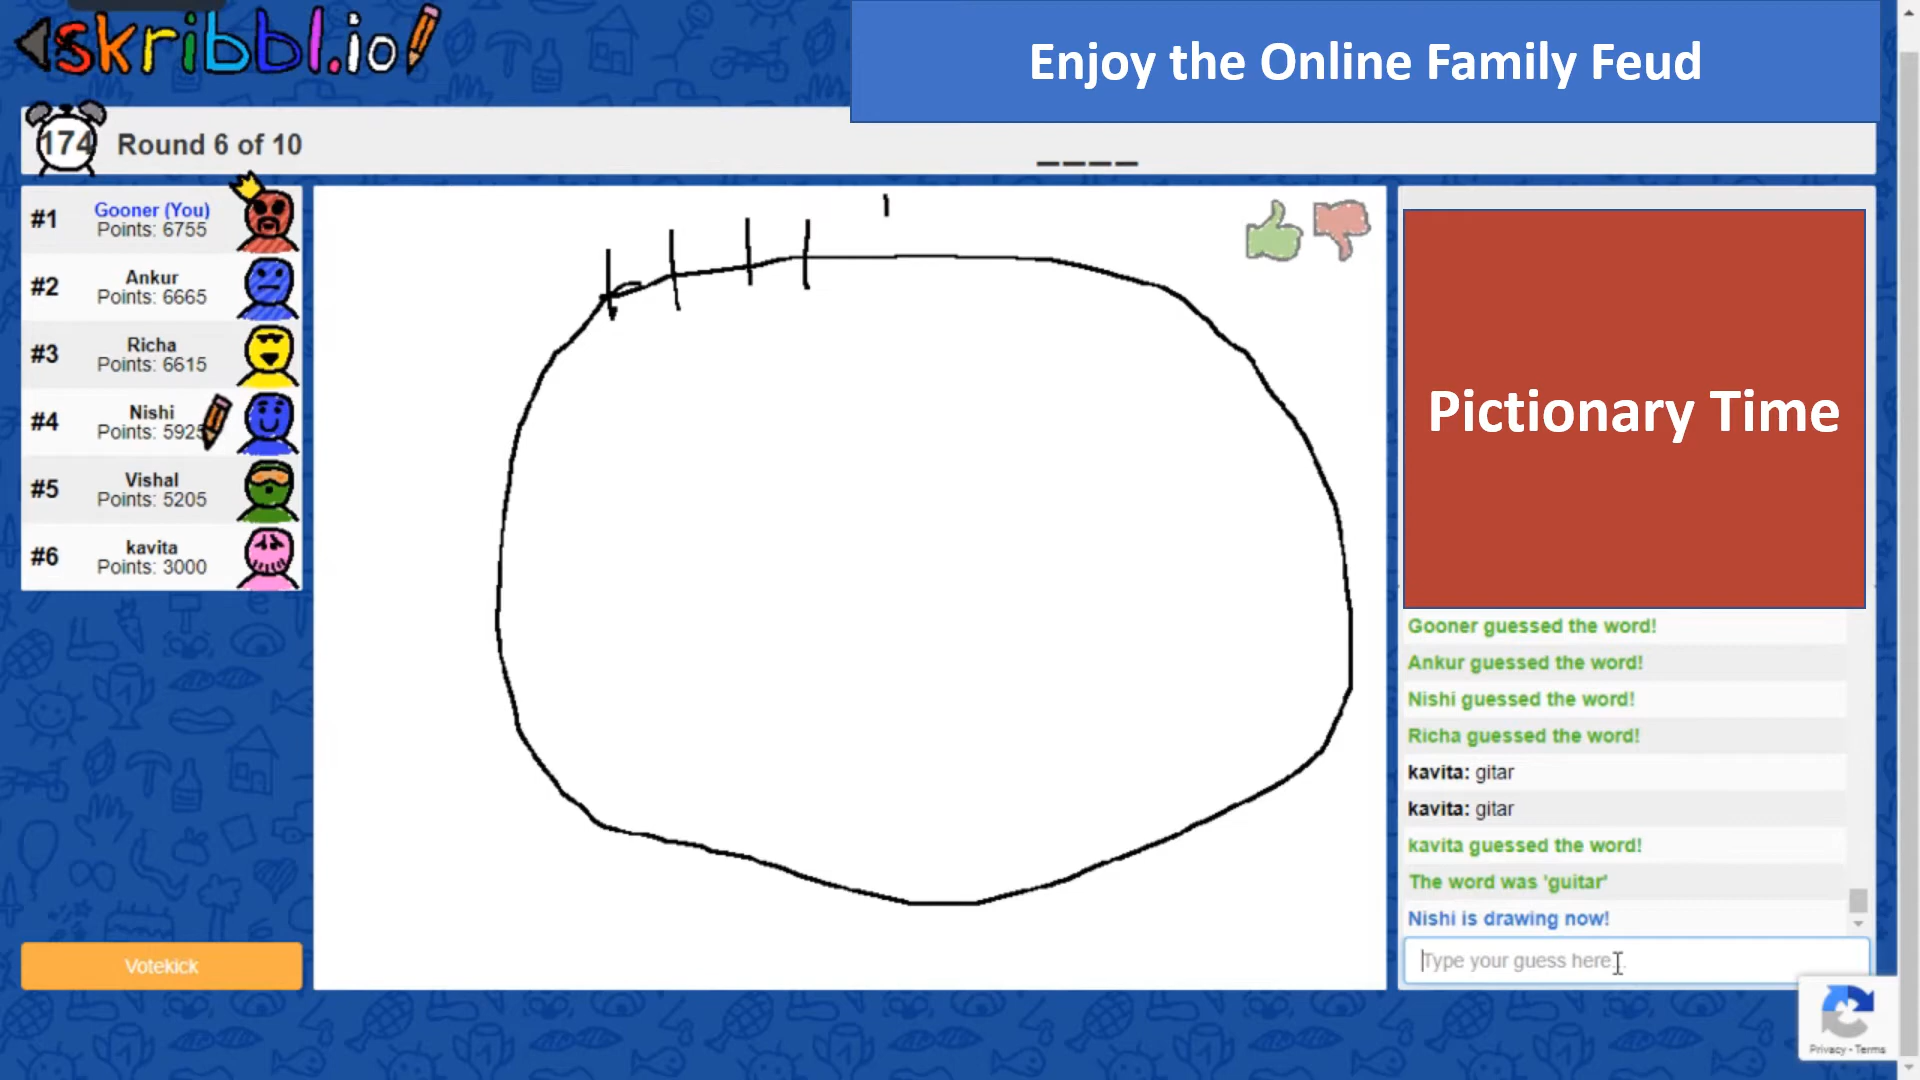 skribbl.io
Enjoy the Online Family Feud
174
Round 6 of 10
____
#1
Gooner (You)
Points: 6755
#2
Ankur
Points: 6665
#3
Richa
Points: 6615
#4
Nishi
Points: 5925
#5
Vishal
Points: 5205
#6
kavita
Points: 3000
Votekick
Pictionary Time
Gooner guessed the word!
Ankur guessed the word!
Nishi guessed the word!
Richa guessed the word!
kavita: gitar
kavita: gitar
kavita guessed the word!
The word was 'guitar'
Nishi is drawing now!
Type your guess here...
Privacy - Terms